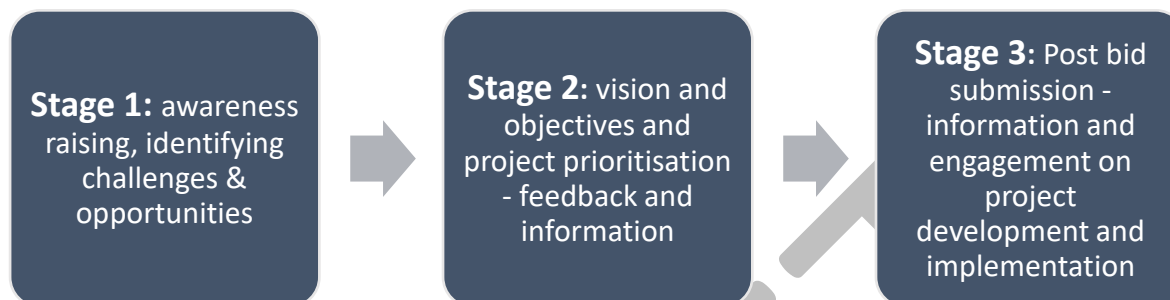 Stage 1: awareness
raising, identifying
challenges &
opportunities
Stage 2: vision and
objectives and
project prioritisation
- feedback and
information
Stage 3: Post bid
submission -
information and
engagement on
project
development and
implementation